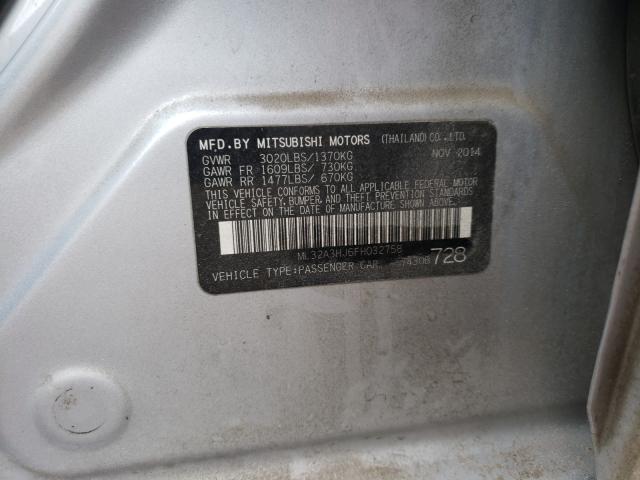 MFD.BY MITSUBISHI MOTORS (THAILAND) CO.,LTD.
GVWR 3020LBS/1370KG NOV 2014
GAWR FR 1609LBS/ 730KG
GAWR RR 1477LBS/ 670KG
THIS VEHICLE CONFORMS TO ALL APPLICABLE FEDERAL MOTOR
VEHICLE SAFETY, BUMPER, AND THEFT PREVENTION STANDARDS
IN EFFECT ON THE DATE OF MANUFACTURE SHOWN ABOVE.
ML32A3HJ6FH032758
VEHICLE TYPE:PASSENGER CAR 74308 728